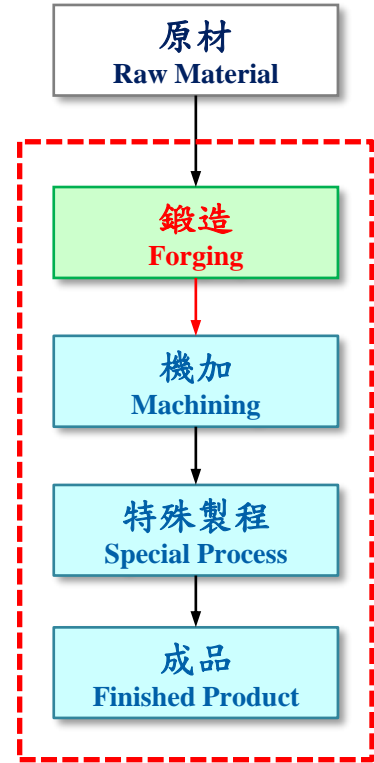 原材
Raw Material
鍛造
Forging
機加
Machining
特殊製程
Special Process
成品
Finished Product